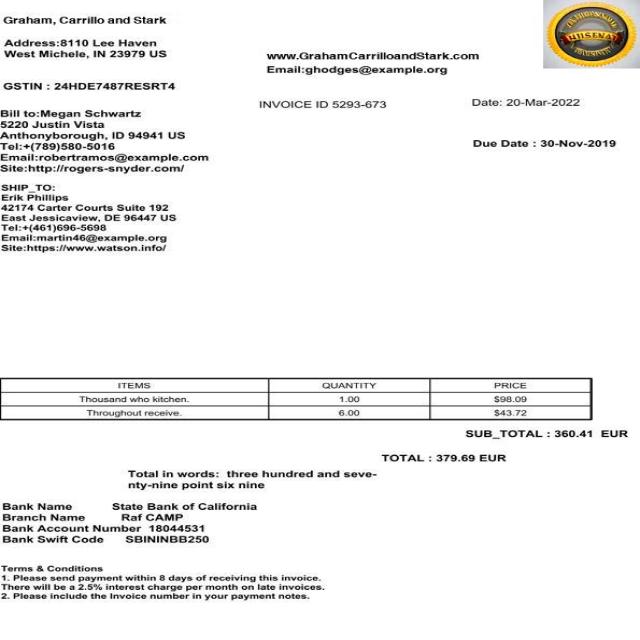 Graham, Carrillo and Stark
Address:8110 Lee Haven
West Michele, IN 23979 US
www.GrahamCarrilloandStark.com
Email:ghodges@example.org
GSTIN : 24HDE7487RESRT4
INVOICE ID 5293-673
Date: 20-Mar-2022
Due Date : 30-Nov-2019
Bill to:Megan Schwartz
5220 Justin Vista
Anthonyborough, ID 94941 US
Tel:+(789)580-5016
Email:robertramos@example.com
Site:http://rogers-snyder.com/
SHIP_TO:
Erik Phillips
42174 Carter Courts Suite 192
East Jessicaview, DE 96447 US
Tel:+(461)696-5698
Email:martin46@example.org
Site:https://www.watson.info/
ITEMS QUANTITY PRICE
Thousand who kitchen. 1.00 $98.09
Throughout receive. 6.00 $43.72
SUB_TOTAL : 360.41 EUR
TOTAL : 379.69 EUR
Total in words: three hundred and seve-
nty-nine point six nine
Bank Name State Bank of California
Branch Name Raf CAMP
Bank Account Number 18044531
Bank Swift Code SBININBB250
Terms & Conditions
1. Please send payment within 8 days of receiving this invoice.
There will be a 2.5% interest charge per month on late invoices.
2. Please include the Invoice number in your payment notes.